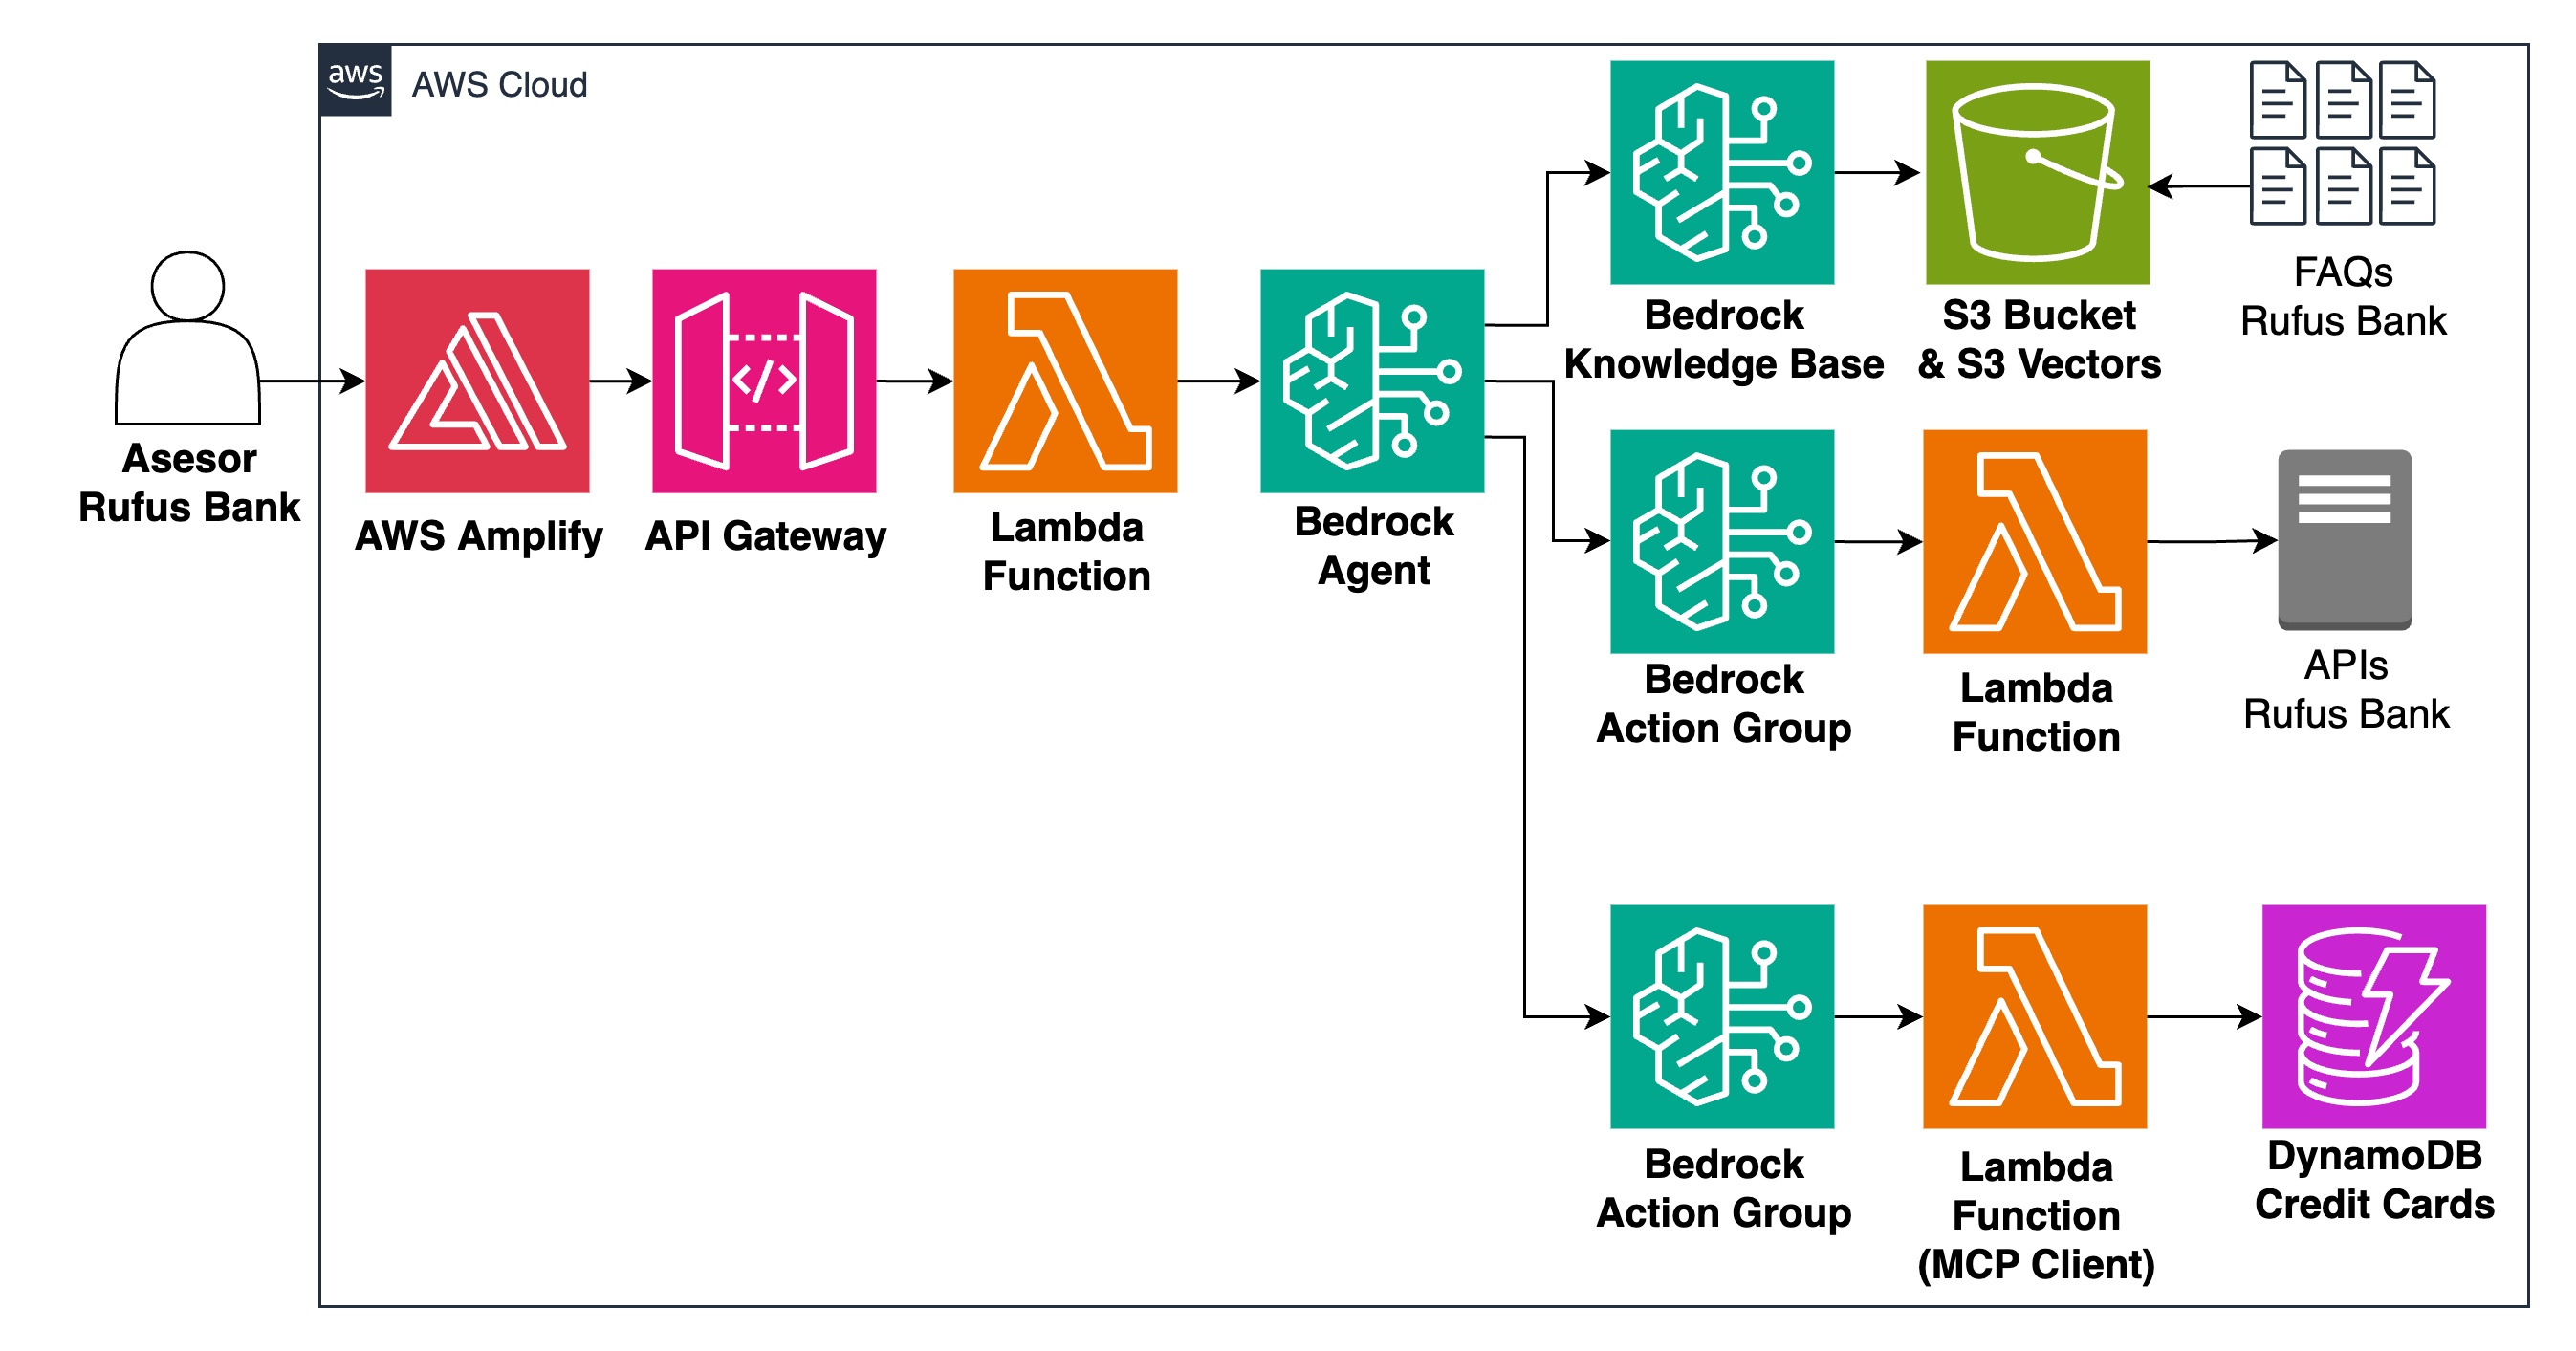 aws
AWS Cloud
Asesor
Rufus Bank
AWS Amplify
</>
API Gateway
Lambda
Function
Bedrock
Agent
Bedrock
Knowledge Base
S3 Bucket
& S3 Vectors
FAQs
Rufus Bank
Bedrock
Action Group
Lambda
Function
APIs
Rufus Bank
Bedrock
Action Group
Lambda
Function
(MCP Client)
DynamoDB
Credit Cards